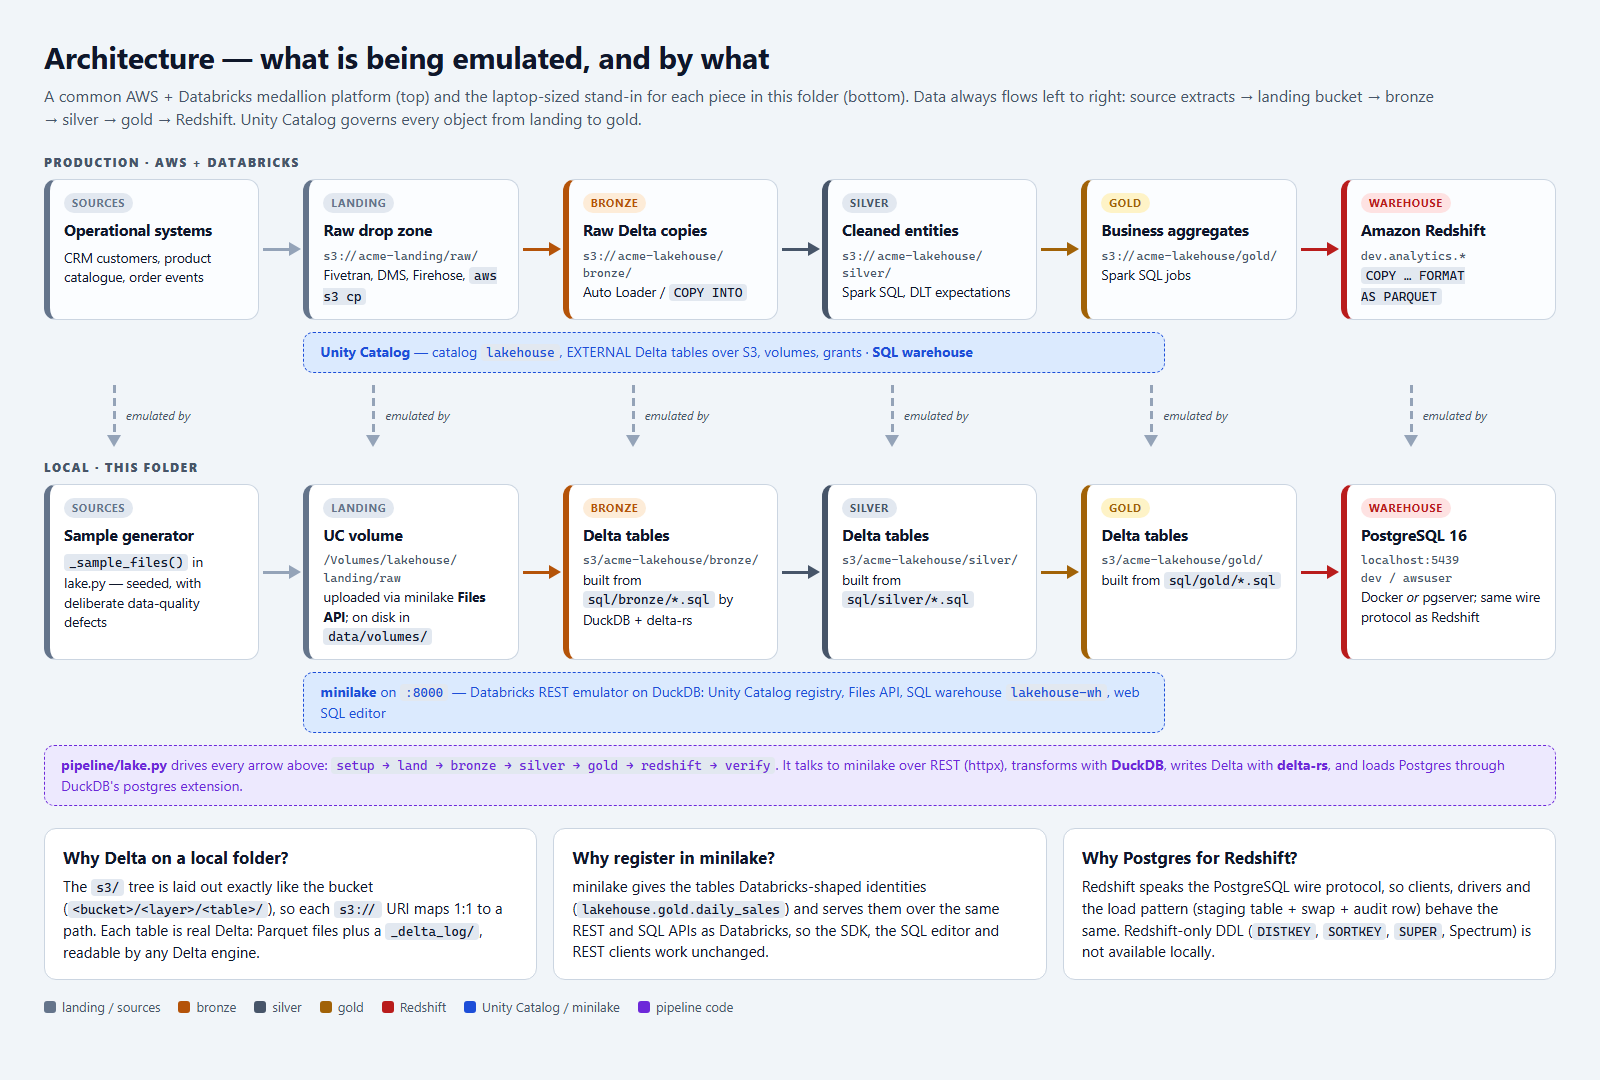 Architecture — what is being emulated, and by what
A common AWS + Databricks medallion platform (top) and the laptop-sized stand-in for each piece in this folder (bottom). Data always flows left to right: source extracts → landing bucket → bronze
→ silver → gold → Redshift. Unity Catalog governs every object from landing to gold.
PRODUCTION · AWS + DATABRICKS
SOURCES
Operational systems
CRM customers, product
catalogue, order events
LANDING
Raw drop zone
s3://acme-landing/raw/
Fivetran, DMS, Firehose, aws
s3 cp
BRONZE
Raw Delta copies
s3://acme-lakehouse/
bronze/
Auto Loader / COPY INTO
SILVER
Cleaned entities
s3://acme-lakehouse/
silver/
Spark SQL, DLT expectations
GOLD
Business aggregates
s3://acme-lakehouse/gold/
Spark SQL jobs
WAREHOUSE
Amazon Redshift
dev.analytics.*
COPY … FORMAT
AS PARQUET
Unity Catalog — catalog lakehouse, EXTERNAL Delta tables over S3, volumes, grants · SQL warehouse
emulated by
emulated by
emulated by
emulated by
emulated by
emulated by
LOCAL · THIS FOLDER
SOURCES
Sample generator
_sample_files() in
lake.py — seeded, with
deliberate data-quality
defects
LANDING
UC volume
/Volumes/lakehouse/
landing/raw
uploaded via minilake Files
API; on disk in
data/volumes/
BRONZE
Delta tables
s3/acme-lakehouse/bronze/
built from
sql/bronze/*.sql by
DuckDB + delta-rs
SILVER
Delta tables
s3/acme-lakehouse/silver/
built from
sql/silver/*.sql
GOLD
Delta tables
s3/acme-lakehouse/gold/
built from sql/gold/*.sql
WAREHOUSE
PostgreSQL 16
localhost:5439
dev / awsuser
Docker or pgserver; same wire
protocol as Redshift
minilake on :8000 — Databricks REST emulator on DuckDB: Unity Catalog registry, Files API, SQL warehouse lakehouse-wh, web
SQL editor
pipeline/lake.py drives every arrow above: setup → land → bronze → silver → gold → redshift → verify. It talks to minilake over REST (httpx), transforms with DuckDB, writes Delta with delta-rs, and loads Postgres through
DuckDB's postgres extension.
Why Delta on a local folder?
The s3/ tree is laid out exactly like the bucket
(<bucket>/<layer>/<table>/), so each s3:// URI maps 1:1 to a
path. Each table is real Delta: Parquet files plus a _delta_log/,
readable by any Delta engine.
Why register in minilake?
minilake gives the tables Databricks-shaped identities
(lakehouse.gold.daily_sales) and serves them over the same
REST and SQL APIs as Databricks, so the SDK, the SQL editor and
REST clients work unchanged.
Why Postgres for Redshift?
Redshift speaks the PostgreSQL wire protocol, so clients, drivers and
the load pattern (staging table + swap + audit row) behave the
same. Redshift-only DDL (DISTKEY, SORTKEY, SUPER, Spectrum) is
not available locally.
landing / sources bronze silver gold Redshift Unity Catalog / minilake pipeline code